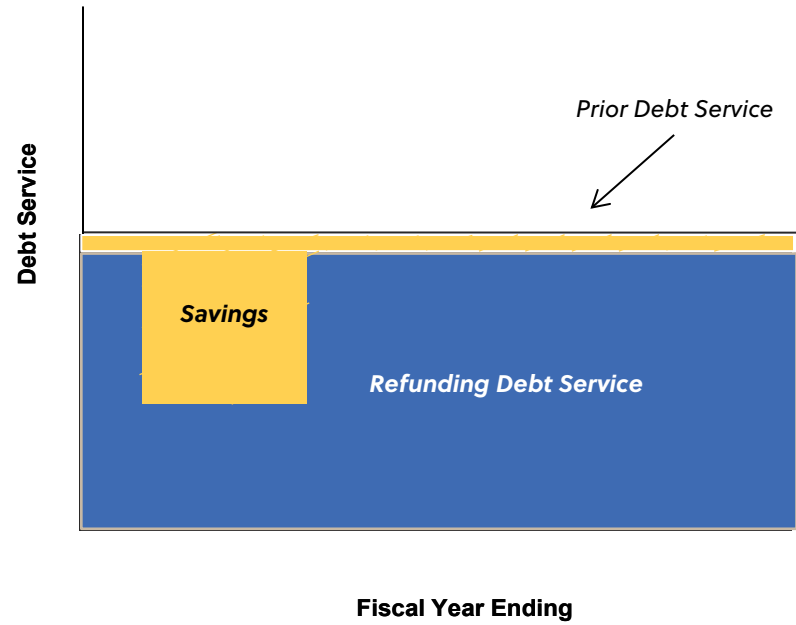 Prior Debt Service
Debt Service
Savings
Refunding Debt Service
Fiscal Year Ending